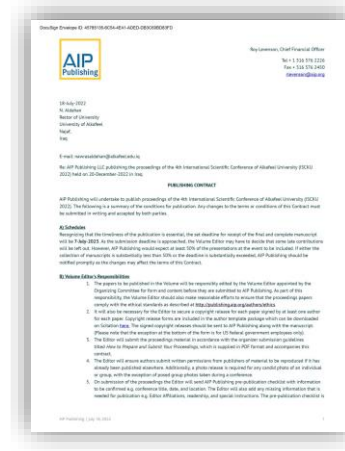 Roy Levenson, Chief Financial Officer
AIP
Publishing
Tel + 1 516 576 2226
Fax + 1 516 576 2450
18-July-2022
Rector of University
University of Alkafeel
Najaf
Iraq
Re: AIP Publishing LLC publishing the proceedings of the 4th International Scientific Conference of Alkafeel University (ISCKU
2022) held on 20-December-2022 in Iraq.
PUBLISHING CONTRACT
AIP Publishing will undertake to publish proceedings of the 4th International Scientific Conference of Alkafeel University (ISCKU
2022). The following is a summary of the conditions for publication. Any changes to the terms or conditions of this Contract must
be submitted in writing and accepted by both parties.
A) Schedules
Recognizing that the timeliness of the publication is essential, the set deadline for receipt of the final and complete manuscript
will be 7-July-2023. As the submission deadline is approached, the Volume Editor may have to decide that some late contributions
will be left out. However, AIP Publishing would expect at least 50% of the presentations at the event to be included. If either the
collection of manuscripts is substantively less than 50% or the deadline is substantially exceeded, AIP Publishing should be
notified promptly as the changes may affect the terms of this Contract.
B) Volume Editor's Responsibilities
1. The papers to be published in the Volume will be responsibly edited by the Volume Editor appointed by the
Organizing Committee for form and content before they are submitted to AIP Publishing. As part of this
responsibility, the Volume Editor should also make reasonable efforts to ensure that the proceedings papers
comply with the ethical standards as described at http://publishing.aip.org/authors/ethics
2. It will also be necessary for the Editor to secure a copyright release for each paper signed by at least one author
for each paper. Copyright release forms are included in the author template package which can be downloaded
on Scitation here. The signed copyright releases should be sent to AIP Publishing along with the manuscript.
(Please note that the exception at the bottom of the form is for US federal government employees only).
3. The Editor will submit the proceedings material in accordance with the organizer submission guidelines
titled How to Prepare and Submit Your Proceedings, which is supplied in PDF format and accompanies this
contract.
4. The Editor will ensure authors submit written permissions from publishers of material to be reproduced if it has
already been published elsewhere. Additionally, a photo release is required for any candid photo of an individual
or group, with the exception of posed group photos taken during a conference.
5. On submission of the proceedings the Editor will send AIP Publishing pre-publication checklist with information
to be confirmed e.g. conference title, date, and location. The Editor will also add any missing information that is
needed for publication e.g. Editor Affiliations, readership, and special instructions. The pre-publication checklist is